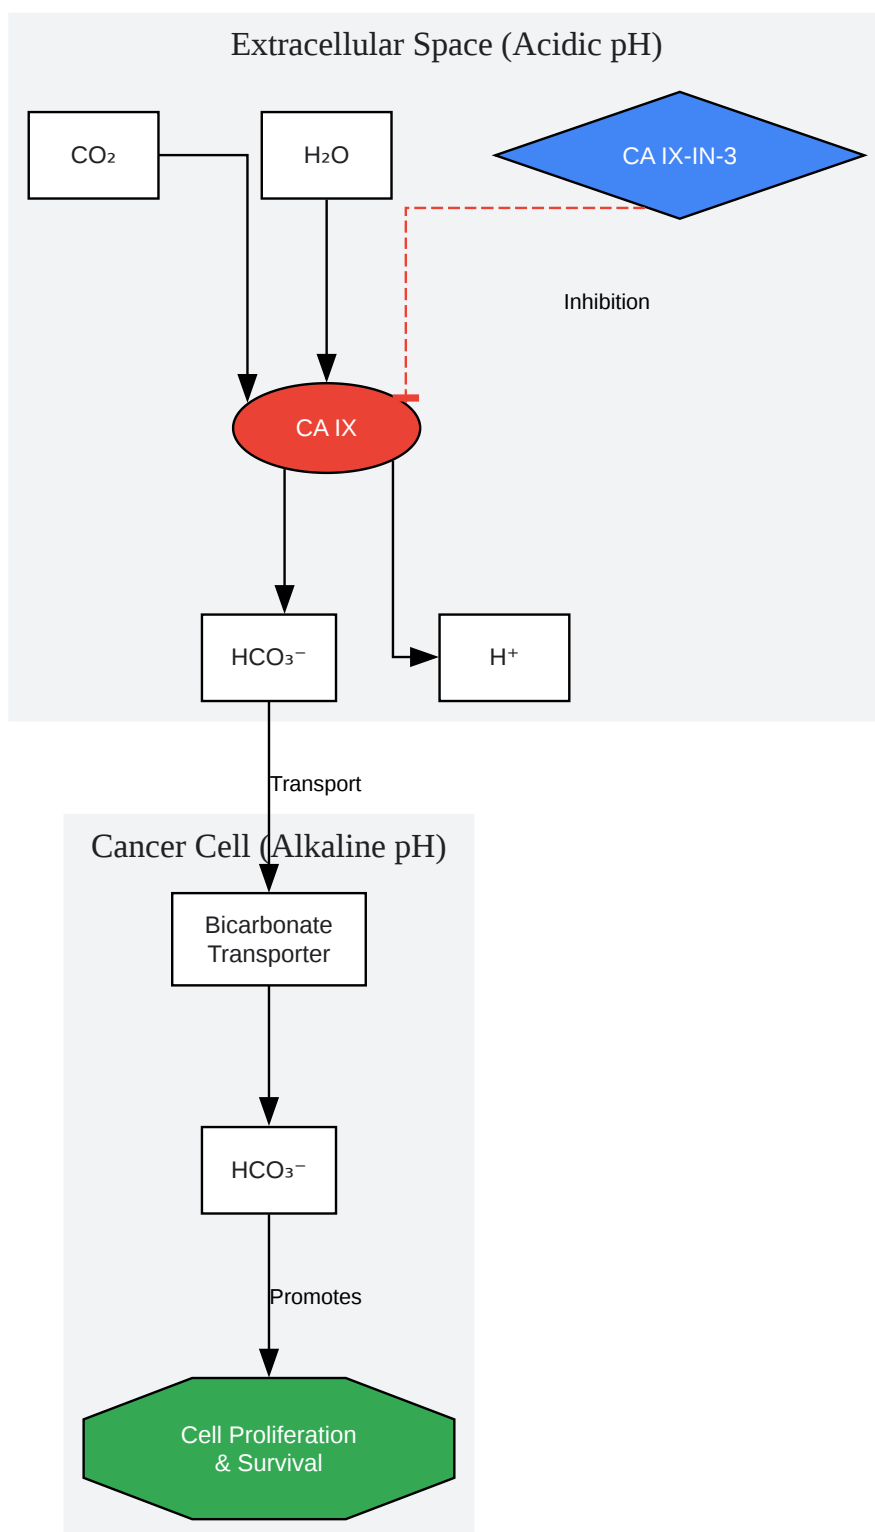 Extracellular Space (Acidic pH)
CO₂
H₂O
CA IX-IN-3
Inhibition
CA IX
HCO₃⁻
H⁺
Transport
Cancer Cell (Alkaline pH)
Bicarbonate
Transporter
HCO₃⁻
Promotes
Cell Proliferation
& Survival